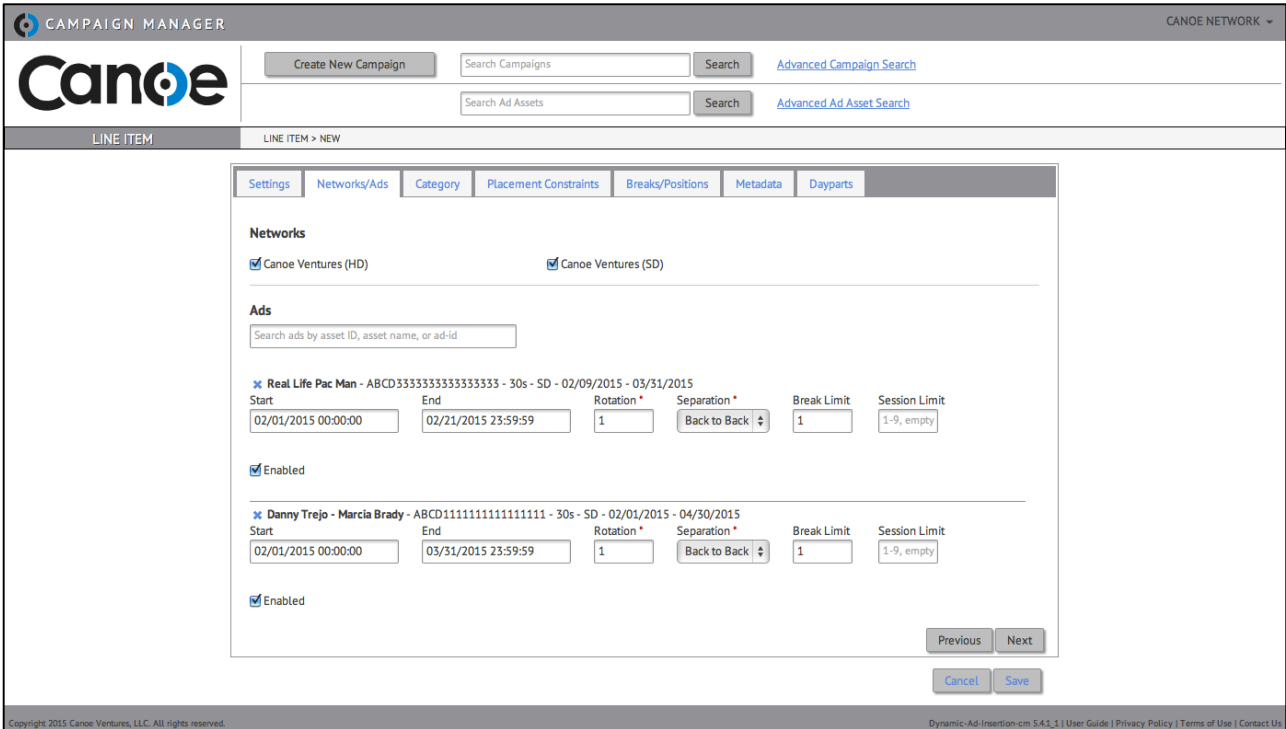 CAMPAIGN MANAGER CANOE NETWORK
Canoe
Create New Campaign Search Campaigns Search Advanced Campaign Search
Search Ad Assets Search Advanced Ad Asset Search
LINE ITEM LINE ITEM > NEW
Settings Networks/Ads Category Placement Constraints Breaks/Positions Metadata Dayparts
Networks
Canoe Ventures (HD) Canoe Ventures (SD)
Ads
Search ads by asset ID, asset name, or ad-id
Real Life Pac Man - ABCD3333333333333333 - 30s - SD - 02/09/2015 - 03/31/2015
Start End Rotation * Separation * Break Limit Session Limit
02/01/2015 00:00:00 02/21/2015 23:59:59 1 Back to Back 1 1-9, empty
Enabled
Danny Trejo - Marcia Brady - ABCD1111111111111111 - 30s - SD - 02/01/2015 - 04/30/2015
Start End Rotation * Separation * Break Limit Session Limit
02/01/2015 00:00:00 03/31/2015 23:59:59 1 Back to Back 1 1-9, empty
Enabled
Previous Next
Cancel Save
Copyright 2015 Canoe Ventures, LLC. All rights reserved. Dynamic-Ad-Insertion-cm 5.4.1_1 | User Guide | Privacy Policy | Terms of Use | Contact Us